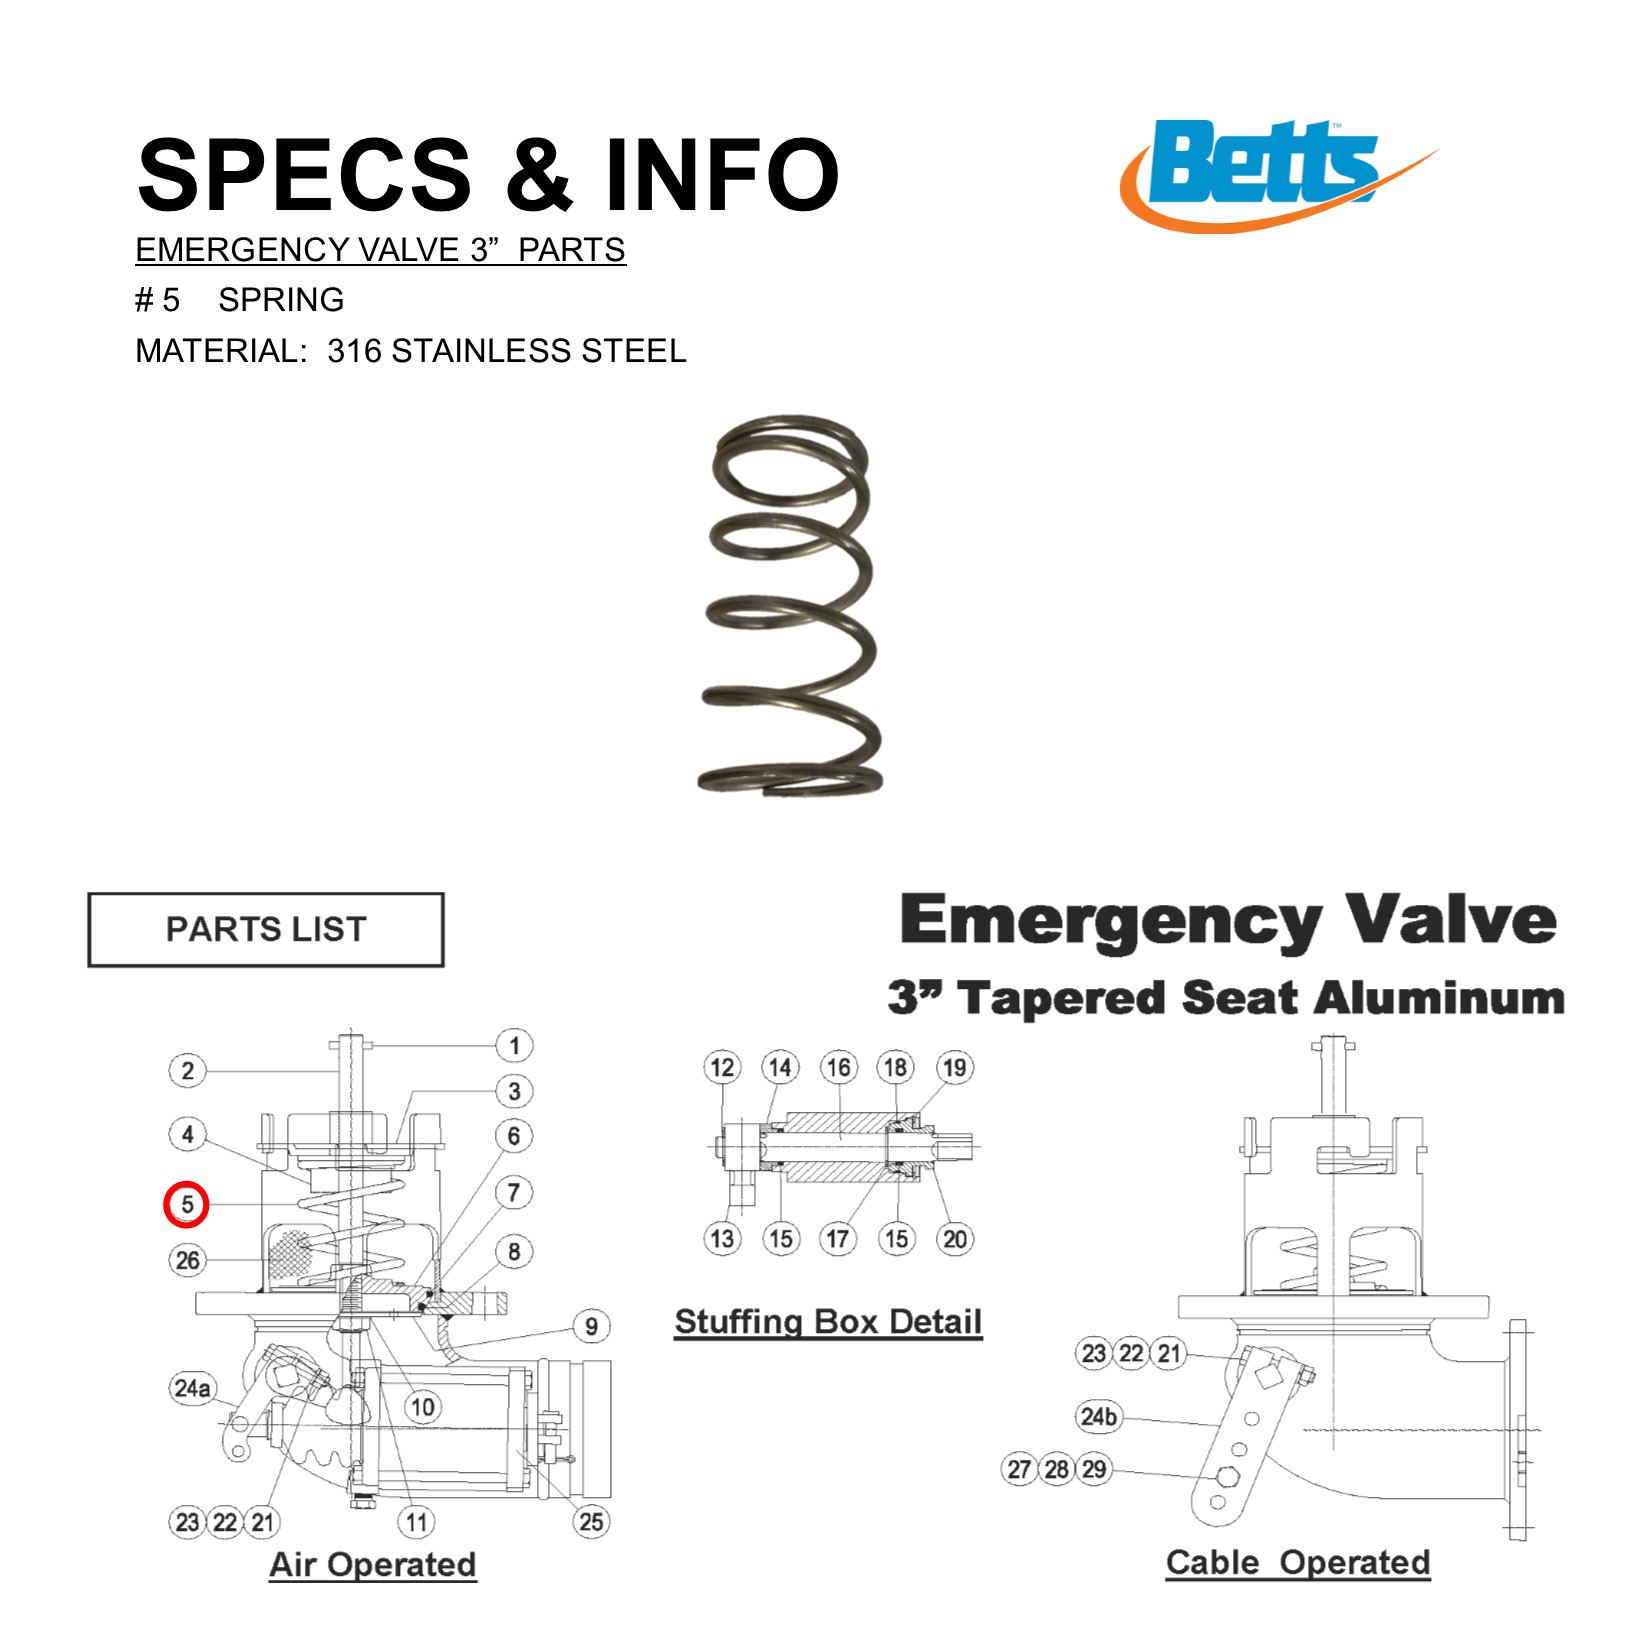 SPECS & INFO
Betts™
EMERGENCY VALVE 3”  PARTS
# 5    SPRING
MATERIAL:  316 STAINLESS STEEL
PARTS LIST
Emergency Valve
3” Tapered Seat Aluminum
1
2
3
4
6
5
7
26
8
9
24a
10
23 22 21
11
25
Air Operated
12 14 16 18 19
13 15 17 15 20
Stuffing Box Detail
23 22 21
24b
27 28 29
Cable  Operated